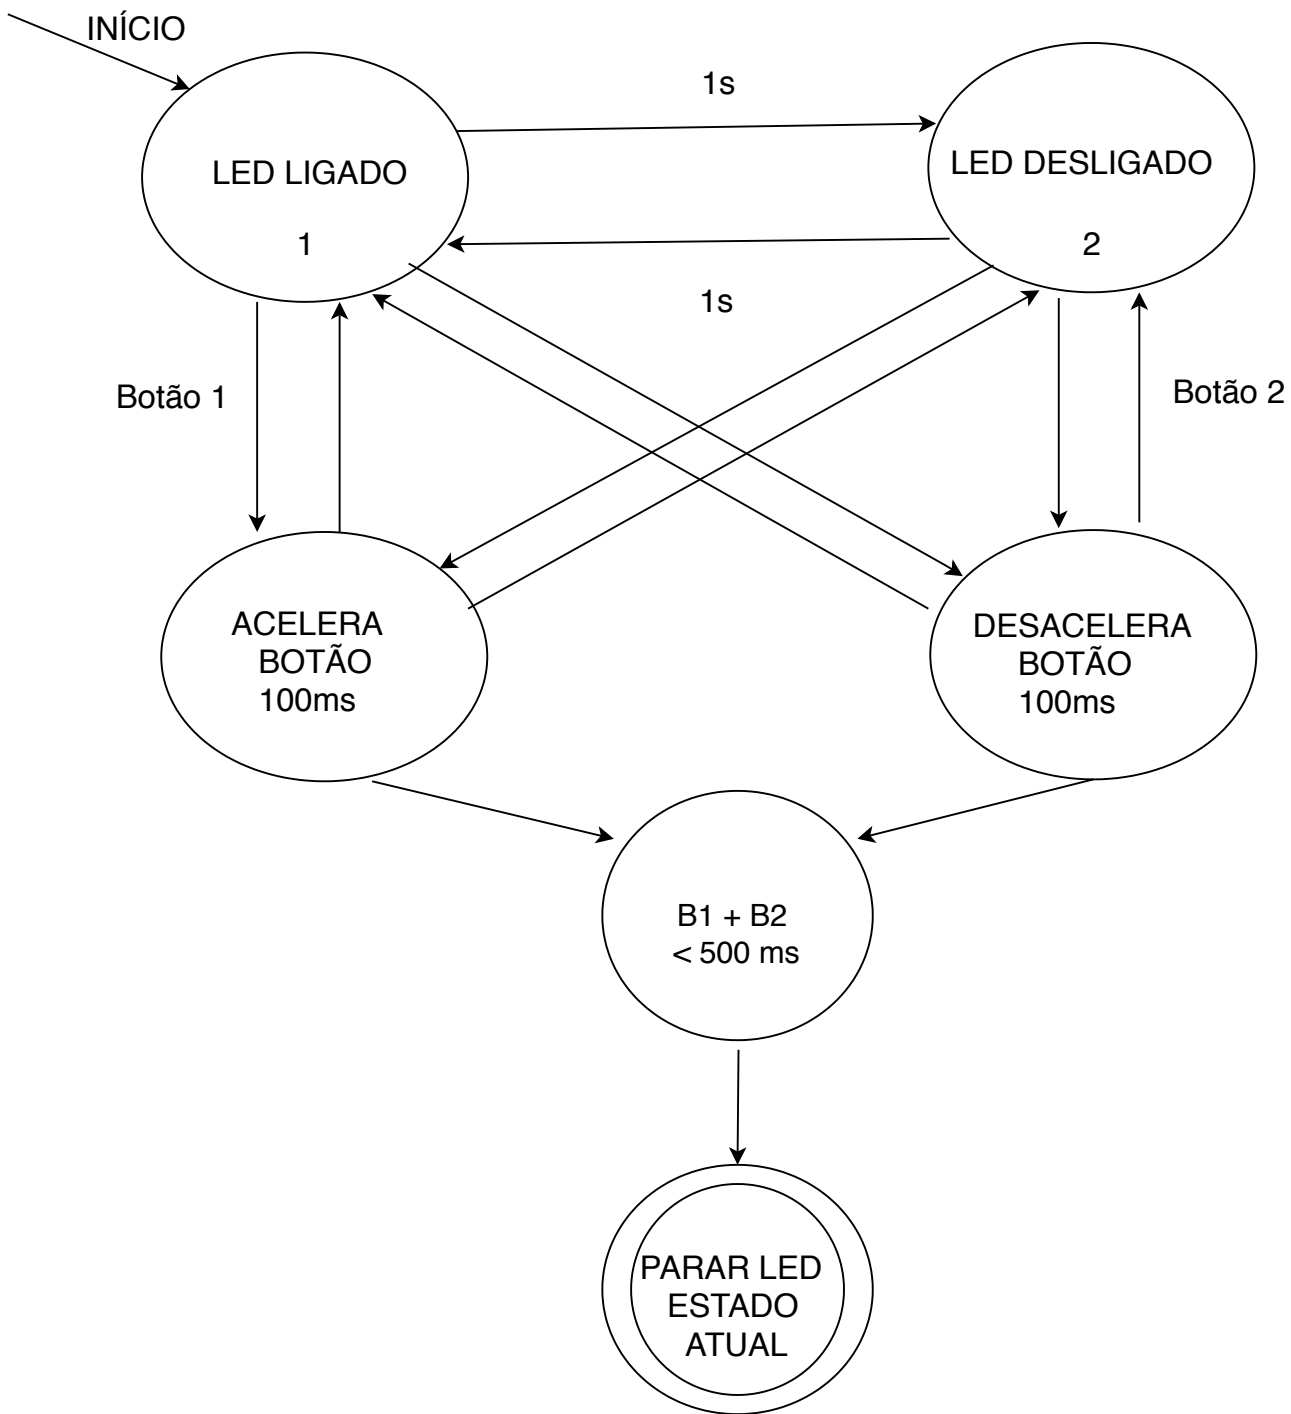 INÍCIO
1s
LED LIGADO
1
LED DESLIGADO
2
1s
Botão 1
Botão 2
ACELERA
BOTÃO
100ms
DESACELERA
BOTÃO
100ms
B1 + B2
< 500 ms
PARAR LED
ESTADO
ATUAL